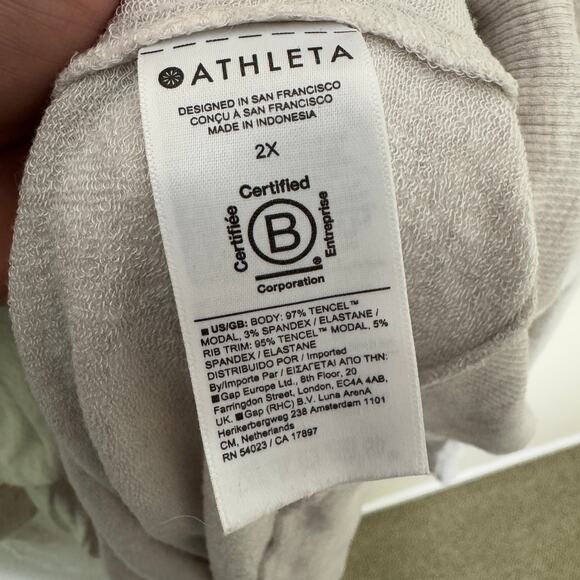 ATHLETA
DESIGNED IN SAN FRANCISCO
CONÇU À SAN FRANCISCO
MADE IN INDONESIA
2X
Certified
Certifiée
B
Entreprise
®
Corporation
US/GB: BODY: 97% TENCEL™
MODAL, 3% SPANDEX / ELASTANE /
RIB TRIM: 95% TENCEL™ MODAL, 5%
SPANDEX / ELASTANE
DISTRIBUIDO POR / Imported
By/Importe Par / ΕΙΣΑΓΕΤΑΙ ΑΠΟ ΤΗΝ:
Gap Europe Ltd., 8th Floor, 20
Farringdon Street, London, EC4A 4AB,
UK. Gap (RHC) B.V. Luna ArenA
Herikerbergweg 238 Amsterdam 1101
CM, Netherlands
RN 54023 / CA 17897